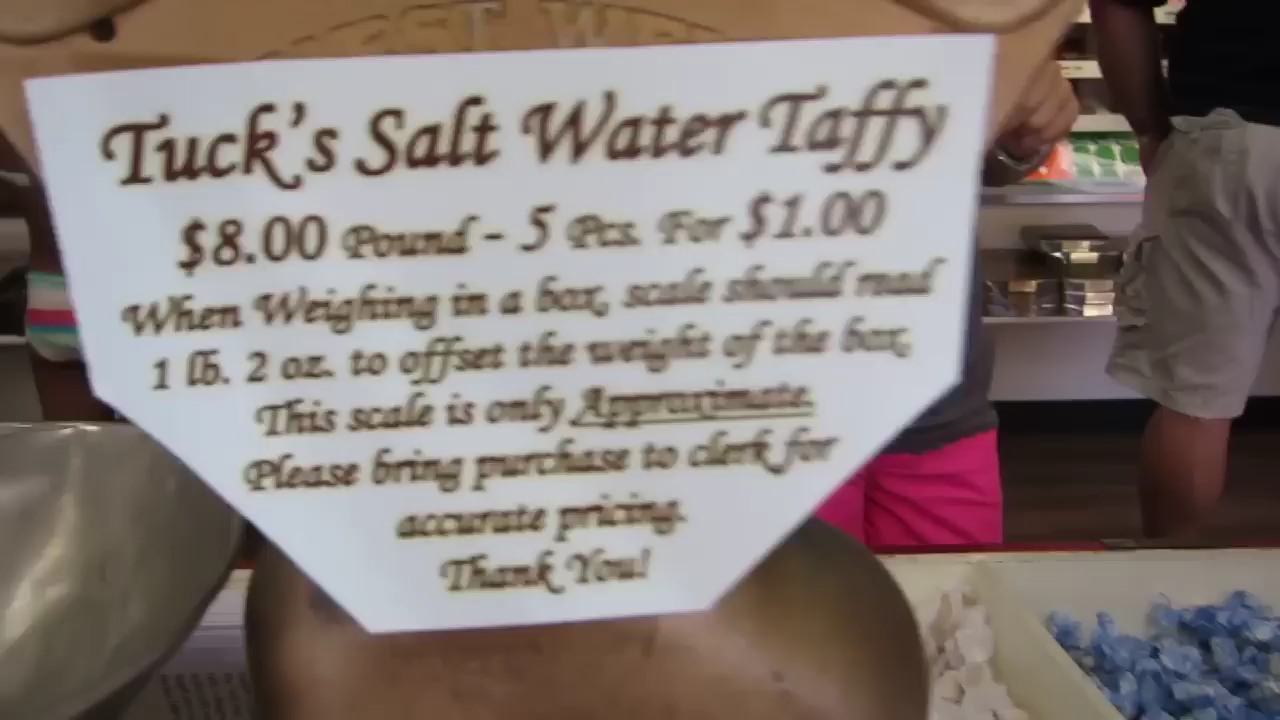 Tuck's Salt Water Taffy
$8.00 Pound - 5 Pcs. For $1.00
When Weighing in a box, scale should read
1 lb. 2 oz. to offset the weight of the box,
This scale is only Approximate.
Please bring purchase to clerk for
accurate pricing.
Thank You!